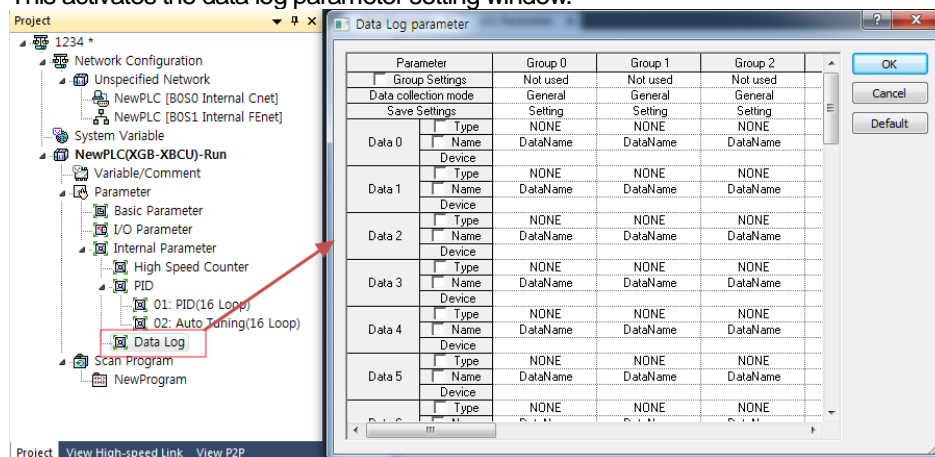 This activates the data log parameter setting window.
Project
1234 *
Network Configuration
Unspecified Network
NewPLC [B0S0 Internal Cnet]
NewPLC [B0S1 Internal FEnet]
System Variable
NewPLC(XGB-XBCU)-Run
Variable/Comment
Parameter
Basic Parameter
I/O Parameter
Internal Parameter
High Speed Counter
PID
01: PID(16 Loop)
02: Auto Tuning(16 Loop)
Data Log
Scan Program
NewProgram
Project View High-speed Link View P2P
Data Log parameter
Parameter Group 0 Group 1 Group 2
Group Settings Not used Not used Not used
Data collection mode General General General
Save Settings Setting Setting Setting
Data 0 Type NONE NONE NONE
Name DataName DataName DataName
Device
Data 1 Type NONE NONE NONE
Name DataName DataName DataName
Device
Data 2 Type NONE NONE NONE
Name DataName DataName DataName
Device
Data 3 Type NONE NONE NONE
Name DataName DataName DataName
Device
Data 4 Type NONE NONE NONE
Name DataName DataName DataName
Device
Data 5 Type NONE NONE NONE
Name DataName DataName DataName
Device
Type NONE NONE NONE
OK
Cancel
Default